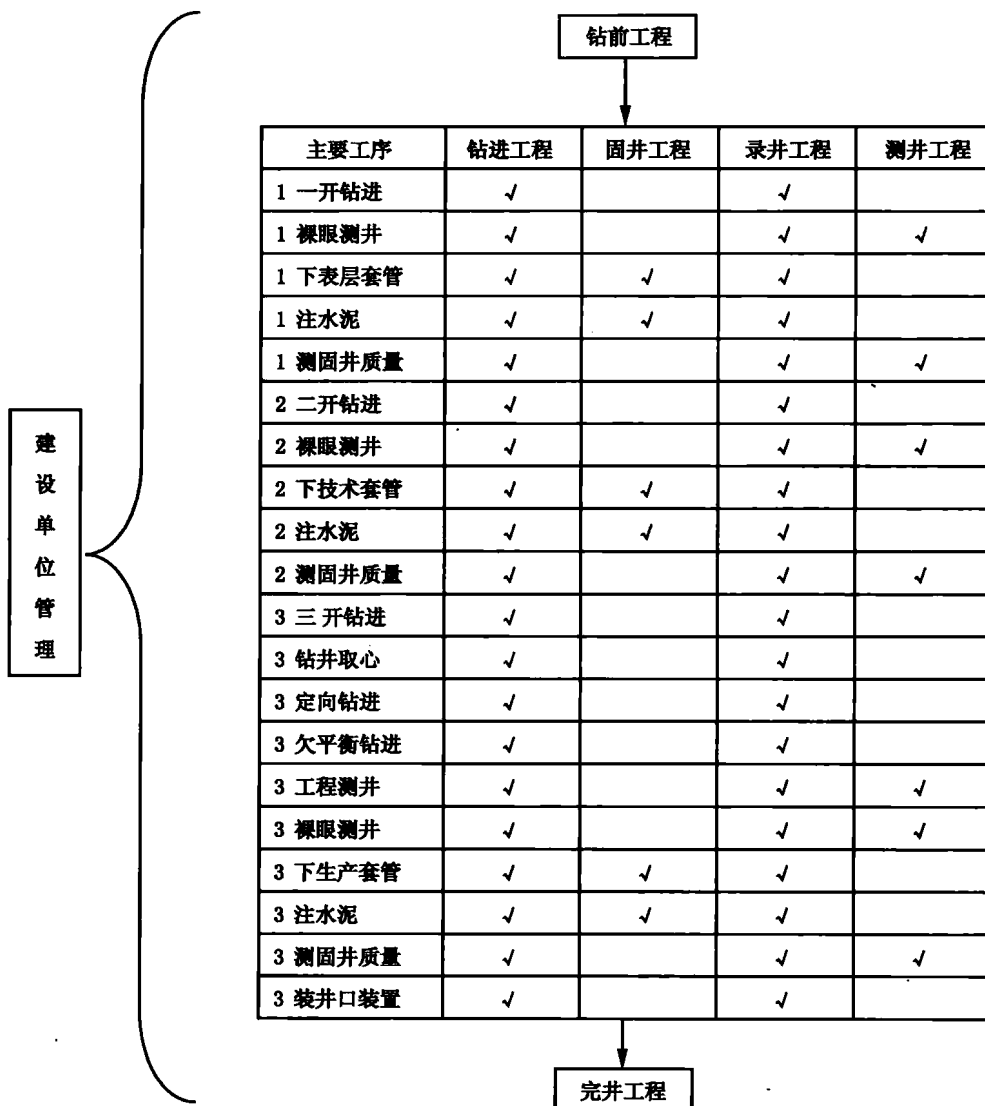 钻前工程
主要工序 钻进工程 固井工程 录井工程 测井工程
1 一开钻进 √ √
1 裸眼测井 √ √ √
1 下表层套管 √ √ √
1 注水泥 √ √ √
1 测固井质量 √ √ √
2 二开钻进 √ √
2 裸眼测井 √ √ √
2 下技术套管 √ √ √
2 注水泥 √ √ √
2 测固井质量 √ √ √
3 三开钻进 √ √
3 钻井取心 √ √
3 定向钻进 √ √
3 欠平衡钻进 √ √
3 工程测井 √ √ √
3 裸眼测井 √ √ √
3 下生产套管 √ √ √
3 注水泥 √ √ √
3 测固井质量 √ √ √
3 装井口装置 √ √
完井工程
建设单位管理